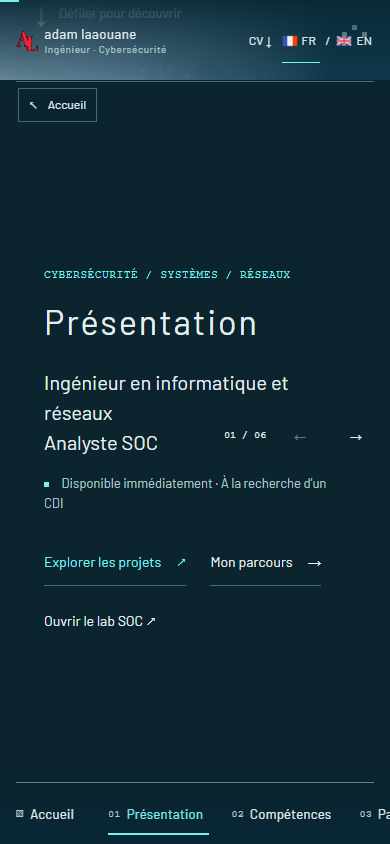 Défiler pour découvrir
AL adam laaouane
Ingénieur · Cybersécurité
CV↓ 🇫🇷 FR / 🇬🇧 EN
↖ Accueil
CYBERSÉCURITÉ / SYSTÈMES / RÉSEAUX
Présentation
Ingénieur en informatique et
réseaux
Analyste SOC
01 / 06 ← →
Disponible immédiatement · À la recherche d'un
CDI
Explorer les projets ↗ Mon parcours →
Ouvrir le lab SOC ↗
Accueil 01 Présentation 02 Compétences 03 Pa